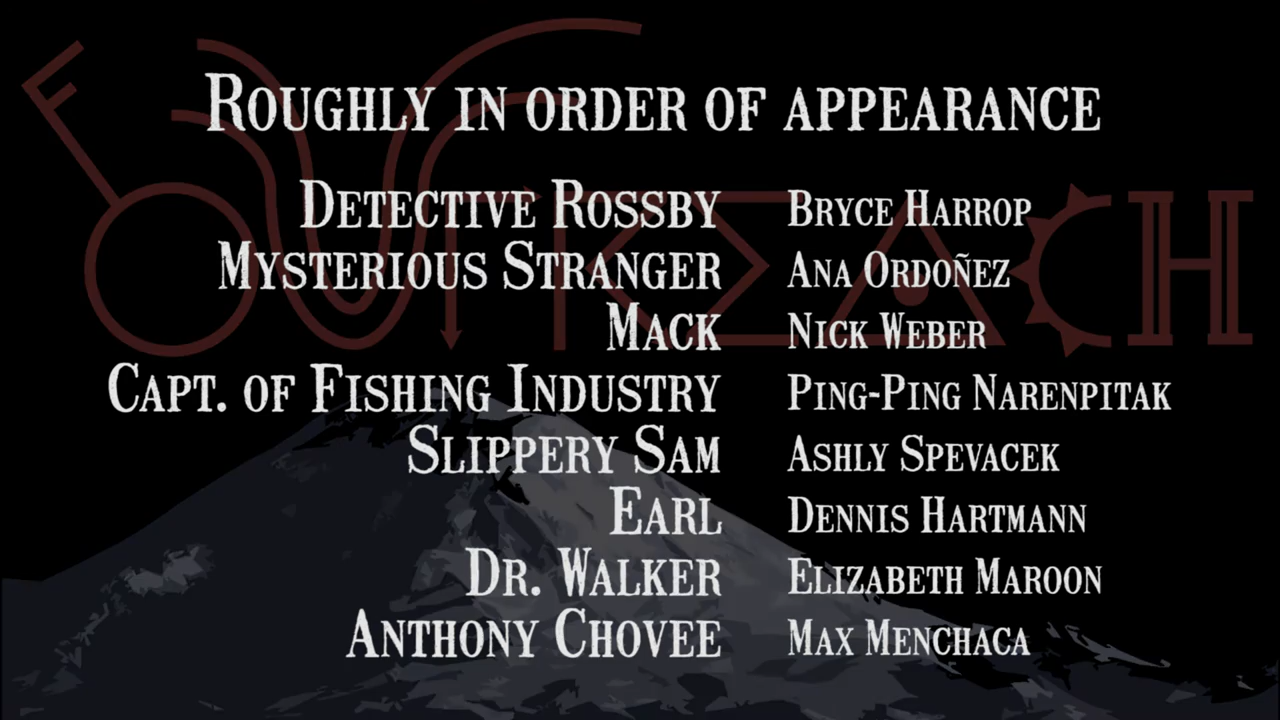 Outreach
Roughly in order of appearance
Detective Rossby Bryce Harrop
Mysterious Stranger Ana Ordoñez
Mack Nick Weber
Capt. of Fishing Industry Ping-Ping Narenpitak
Slippery Sam Ashly Spevacek
Earl Dennis Hartmann
Dr. Walker Elizabeth Maroon
Anthony Chovee Max Menchaca